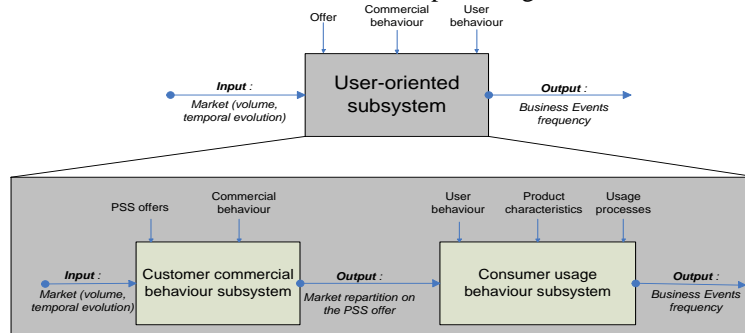 Offer
Commercial
behaviour
User
behaviour
Input :
Market (volume,
temporal evolution)
User-oriented
subsystem
Output :
Business Events
frequency
PSS offers
Commercial
behaviour
User
behaviour
Product
characteristics
Usage
processes
Input :
Market (volume,
temporal evolution)
Customer commercial
behaviour subsystem
Output :
Market repartition on
the PSS offer
Consumer usage
behaviour subsystem
Output :
Business Events
frequency